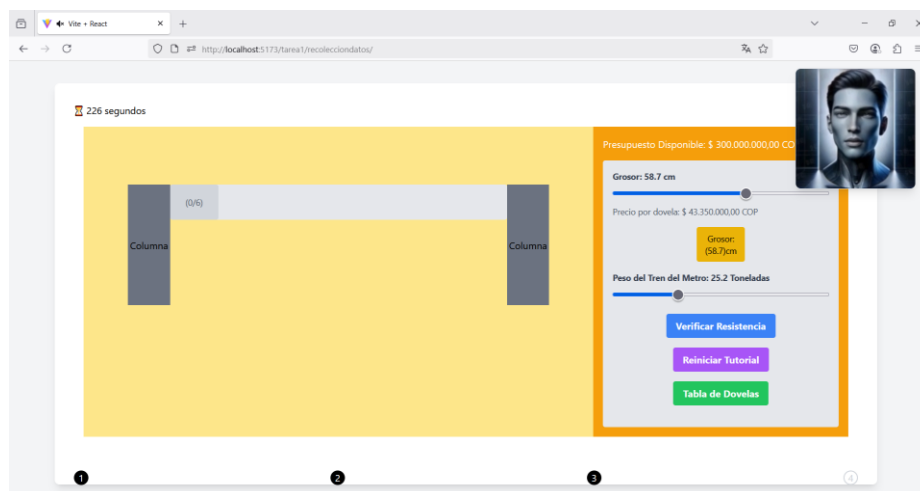 Vite + React
http://localhost:5173/tarea1/recolecciondatos/
226 segundos
Presupuesto Disponible: $ 300.000.000,00 CO
Grosor: 58.7 cm
Precio por dovela: $ 43.350.000,00 COP
Grosor:
(58.7)cm
Peso del Tren del Metro: 25.2 Toneladas
Verificar Resistencia
Reiniciar Tutorial
Tabla de Dovelas
(0/6)
Columna
Columna
1
2
3
4